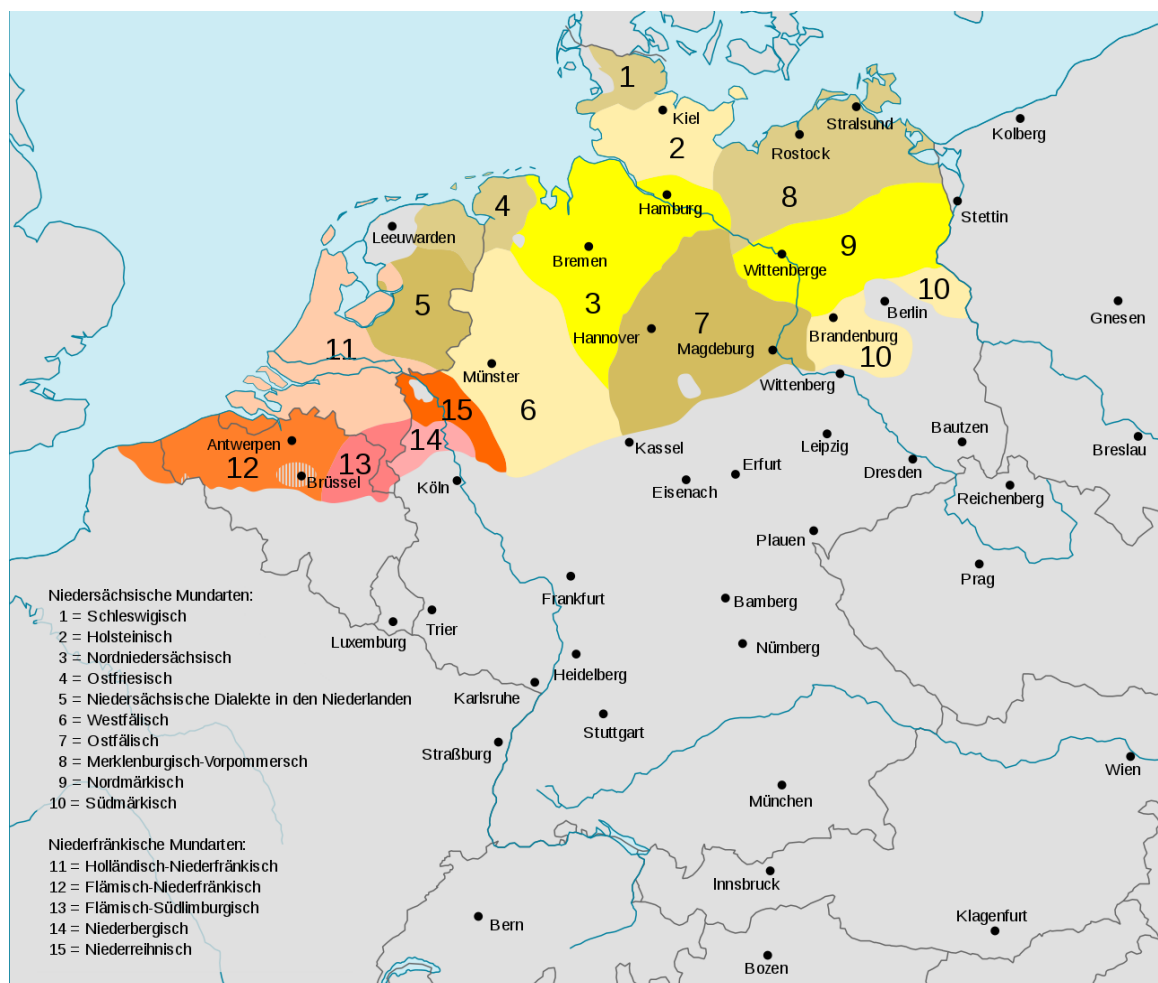 1
Kiel
Stralsund
Kolberg
2
Rostock
8
4
Hamburg
Stettin
Leeuwarden
Bremen
Wittenberge
9
5
3
10
Berlin
Gnesen
11
Hannover
7
Magdeburg
Brandenburg
10
Münster
Wittenberg
15
6
Antwerpen
14
Kassel
Leipzig
Bautzen
Breslau
12
13
Brüssel
Köln
Erfurt
Eisenach
Dresden
Reichenberg
Plauen
Prag
Frankfurt
Bamberg
Trier
Luxemburg
Nürnberg
Heidelberg
Karlsruhe
Stuttgart
Straßburg
Wien
München
Innsbruck
Bern
Klagenfurt
Bozen
Niedersächsische Mundarten:
1 = Schleswigisch
2 = Holsteinisch
3 = Nordniedersächsisch
4 = Ostfriesisch
5 = Niedersächsische Dialekte in den Niederlanden
6 = Westfälisch
7 = Ostfälisch
8 = Merklenburgisch-Vorpommersch
9 = Nordmärkisch
10 = Südmärkisch
Niederfränkische Mundarten:
11 = Holländisch-Niederfränkisch
12 = Flämisch-Niederfränkisch
13 = Flämisch-Südlimburgisch
14 = Niederbergisch
15 = Niederreihnisch